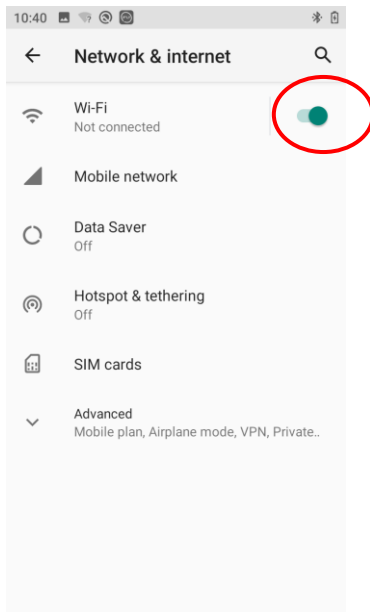 10:40
Network & internet
Wi-Fi
Not connected
Mobile network
Data Saver
Off
Hotspot & tethering
Off
SIM cards
Advanced
Mobile plan, Airplane mode, VPN, Private..